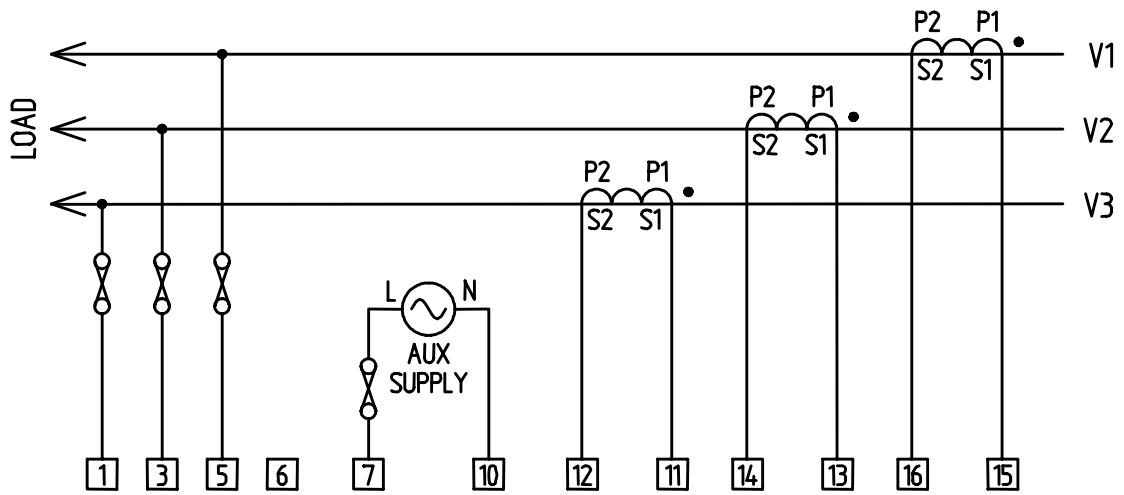 P2 P1
V1
S2 S1
P2 P1
LOAD
V2
S2 S1
P2 P1
V3
S2 S1
L N
AUX
SUPPLY
1 3 5 6 7 10 12 11 14 13 16 15